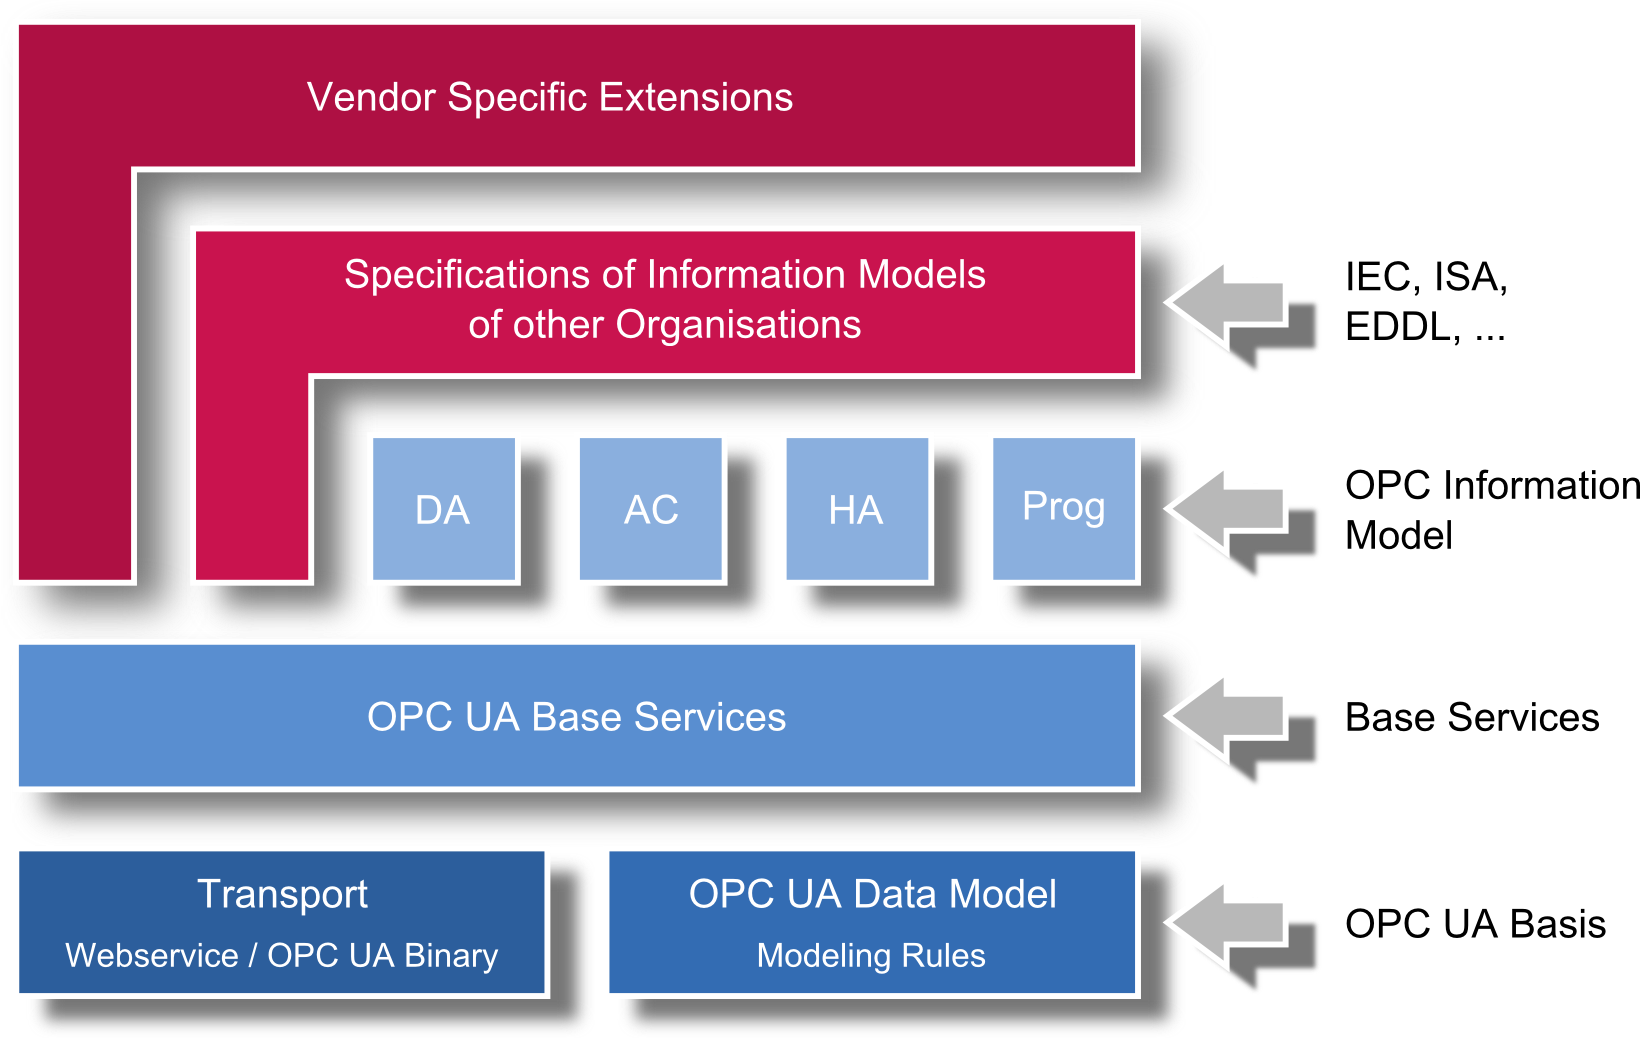 Vendor Specific Extensions
Specifications of Information Models
of other Organisations
IEC, ISA,
EDDL, ...
DA
AC
HA
Prog
OPC Information
Model
OPC UA Base Services
Base Services
Transport
Webservice / OPC UA Binary
OPC UA Data Model
Modeling Rules
OPC UA Basis